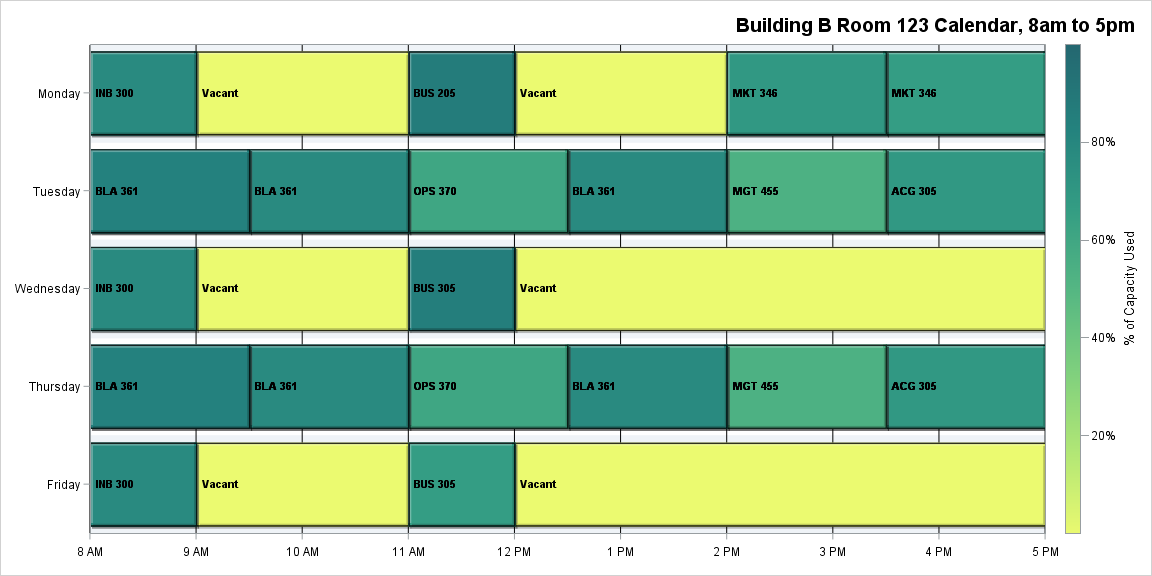 Building B Room 123 Calendar, 8am to 5pm
Monday
INB 300
Vacant
BUS 205
Vacant
MKT 346
MKT 346
Tuesday
BLA 361
BLA 361
OPS 370
BLA 361
MGT 455
ACG 305
Wednesday
INB 300
Vacant
BUS 305
Vacant
Thursday
BLA 361
BLA 361
OPS 370
BLA 361
MGT 455
ACG 305
Friday
INB 300
Vacant
BUS 305
Vacant
8 AM
9 AM
10 AM
11 AM
12 PM
1 PM
2 PM
3 PM
4 PM
5 PM
80%
60%
40%
20%
% of Capacity Used